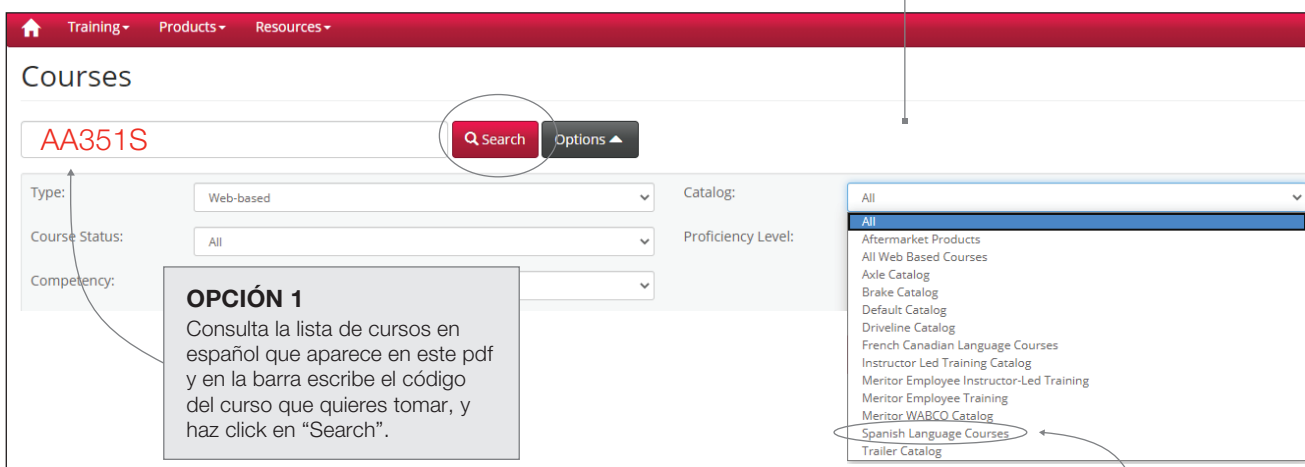 Training Products Resources
Courses
AA351S
Search Options
Type: Web-based Catalog: All
Course Status: All Proficiency Level:
Competency:
All
Aftermarket Products
All Web Based Courses
Axle Catalog
Brake Catalog
Default Catalog
Driveline Catalog
French Canadian Language Courses
Instructor Led Training Catalog
Meritor Employee Instructor-Led Training
Meritor Employee Training
Meritor WABCO Catalog
Spanish Language Courses
Trailer Catalog
OPCIÓN 1
Consulta la lista de cursos en
español que aparece en este pdf
y en la barra escribe el código
del curso que quieres tomar, y
haz click en “Search”.